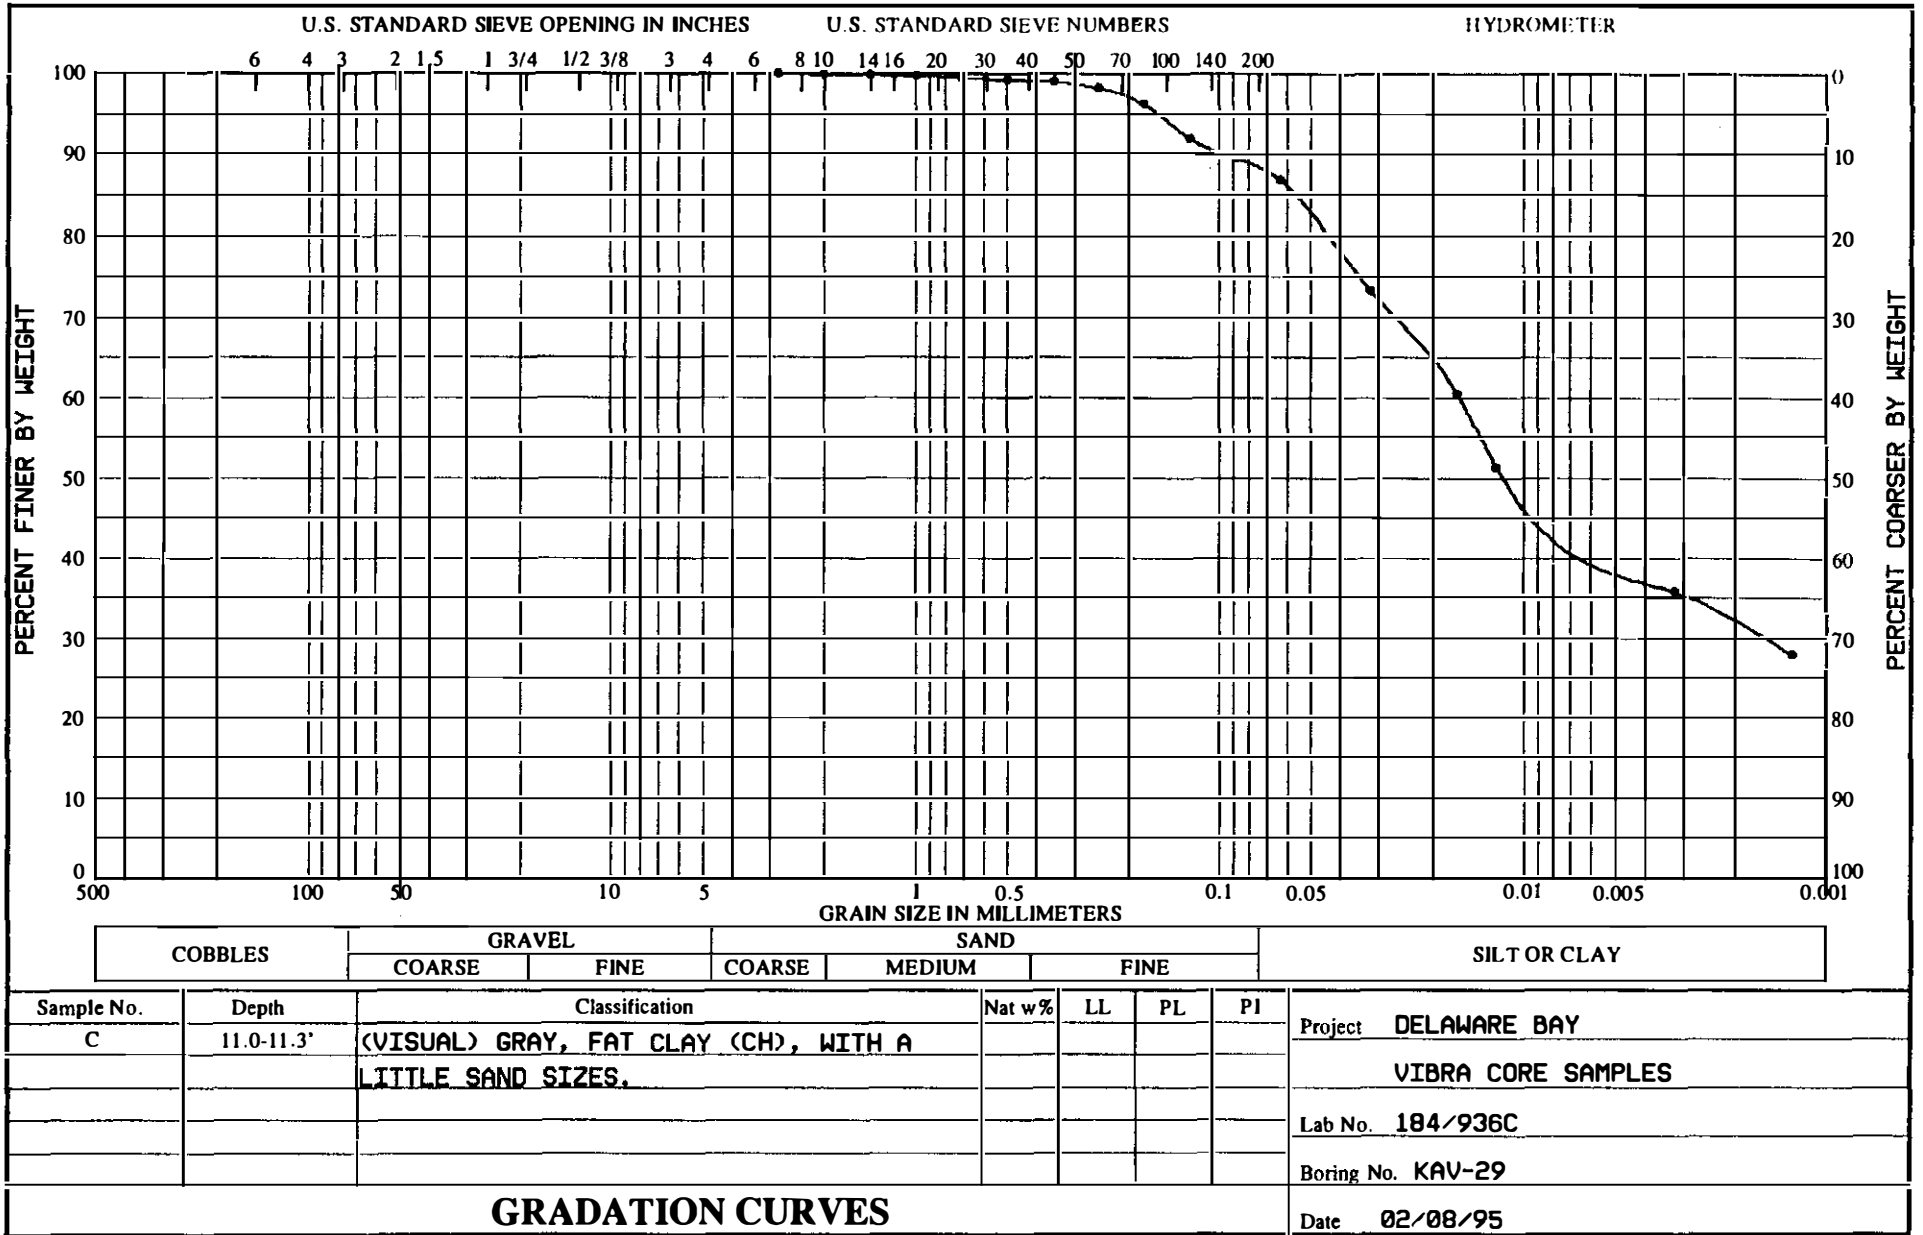 U.S. STANDARD SIEVE OPENING IN INCHES U.S. STANDARD SIEVE NUMBERS HYDROMETER
6 4 3 2 1.5 1 3/4 1/2 3/8 3 4 6 8 10 14 16 20 30 40 50 70 100 140 200
100 0
90 10
80 20
70 30
60 40
50 50
40 60
30 70
20 80
10 90
0 100
PERCENT FINER BY WEIGHT
PERCENT COARSER BY WEIGHT
500 100 50 10 5 1 0.5 0.1 0.05 0.01 0.005 0.001
GRAIN SIZE IN MILLIMETERS
COBBLES GRAVEL SAND SILT OR CLAY
COARSE FINE COARSE MEDIUM FINE
Sample No. Depth Classification Nat w% LL PL PI
C 11.0-11.3' (VISUAL) GRAY, FAT CLAY (CH), WITH A
LITTLE SAND SIZES.
Project DELAWARE BAY
VIBRA CORE SAMPLES
Lab No. 184/936C
Boring No. KAV-29
Date 02/08/95
GRADATION CURVES